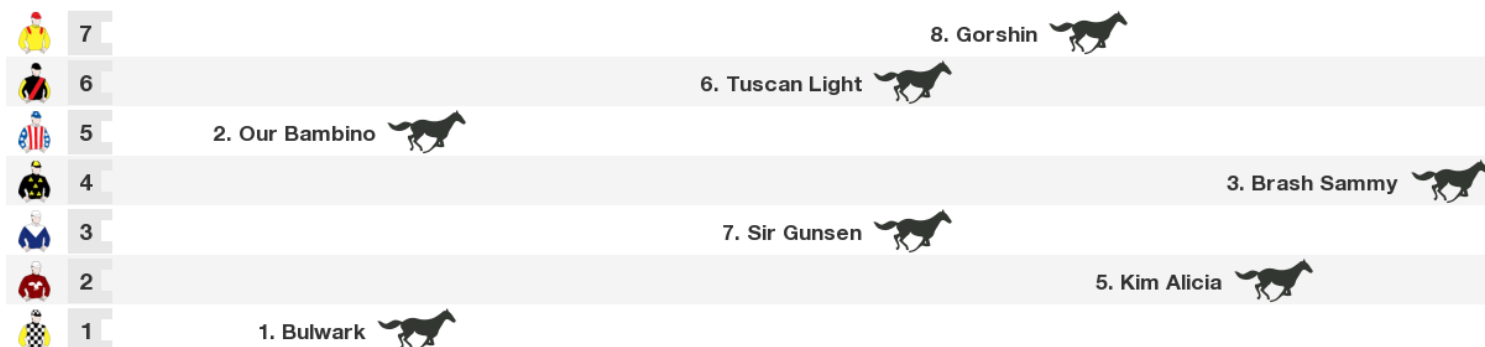 7 8. Gorshin
6 6. Tuscan Light
5 2. Our Bambino
4 3. Brash Sammy
3 7. Sir Gunsen
2 5. Kim Alicia
1 1. Bulwark